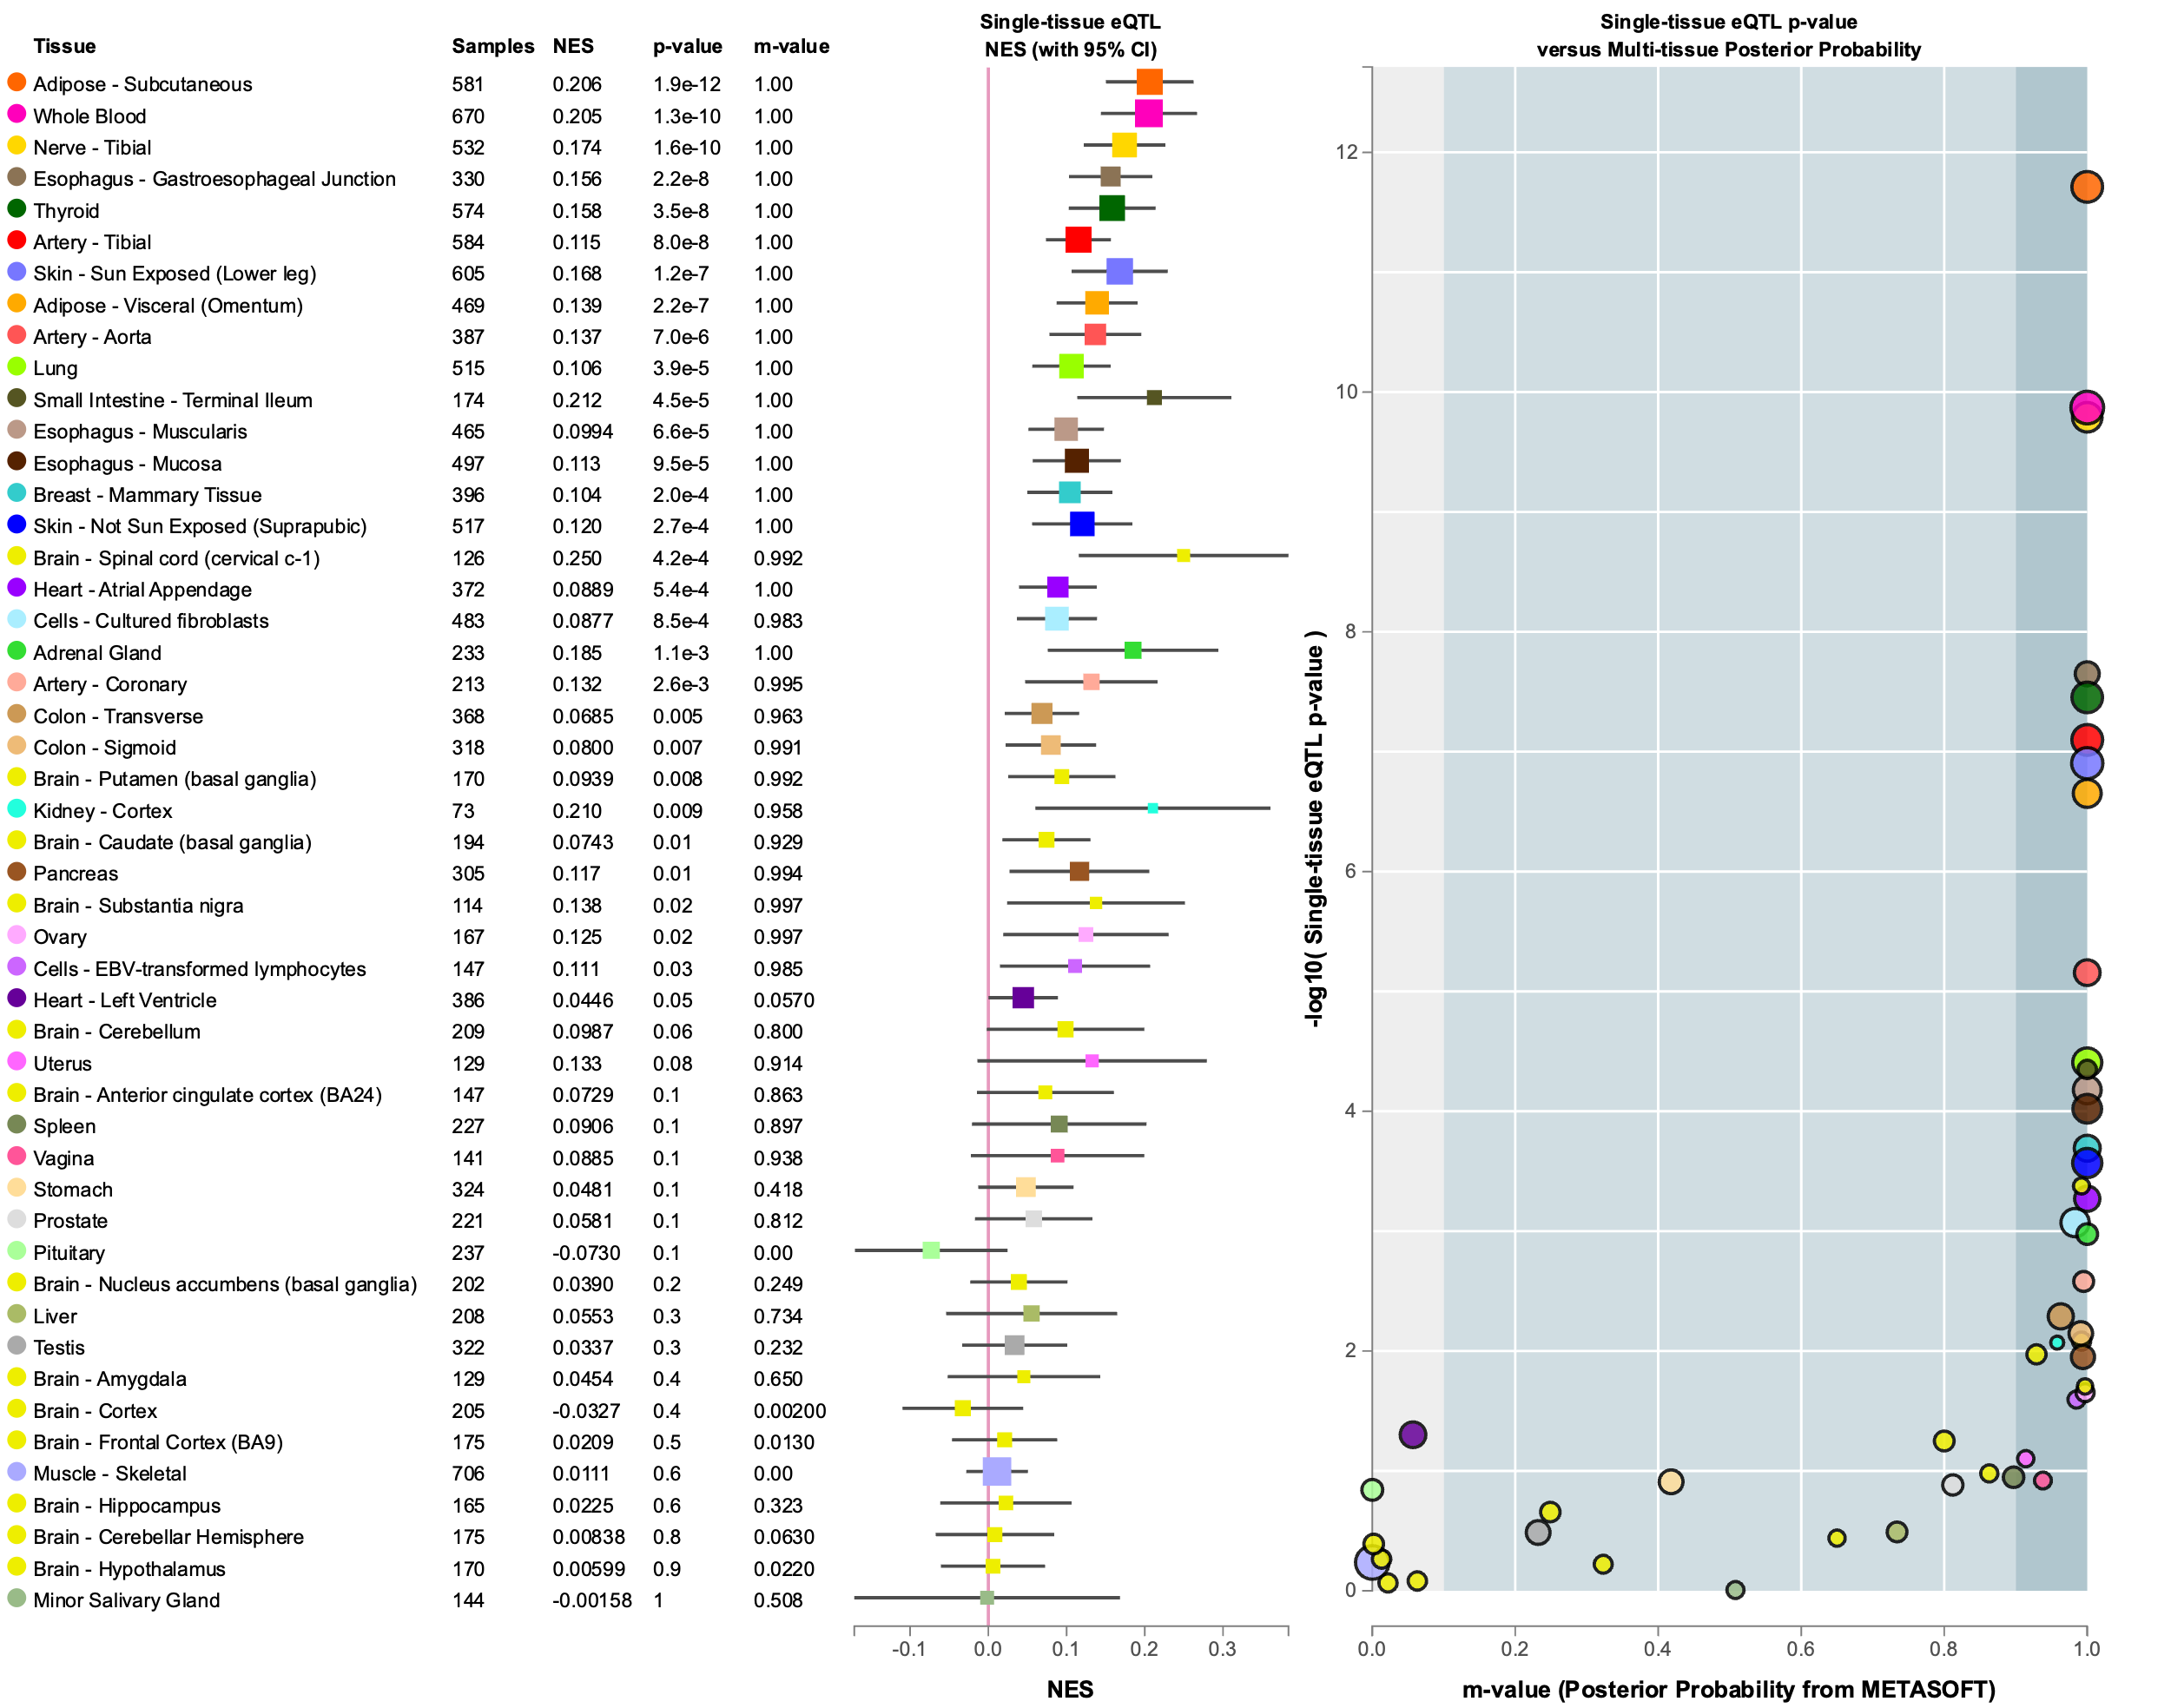 Single-tissue eQTL
NES (with 95% CI)
Single-tissue eQTL p-value
versus Multi-tissue Posterior Probability
Tissue Samples NES p-value m-value
Adipose - Subcutaneous 581 0.206 1.9e-12 1.00
Whole Blood 670 0.205 1.3e-10 1.00
Nerve - Tibial 532 0.174 1.6e-10 1.00
Esophagus - Gastroesophageal Junction 330 0.156 2.2e-8 1.00
Thyroid 574 0.158 3.5e-8 1.00
Artery - Tibial 584 0.115 8.0e-8 1.00
Skin - Sun Exposed (Lower leg) 605 0.168 1.2e-7 1.00
Adipose - Visceral (Omentum) 469 0.139 2.2e-7 1.00
Artery - Aorta 387 0.137 7.0e-6 1.00
Lung 515 0.106 3.9e-5 1.00
Small Intestine - Terminal Ileum 174 0.212 4.5e-5 1.00
Esophagus - Muscularis 465 0.0994 6.6e-5 1.00
Esophagus - Mucosa 497 0.113 9.5e-5 1.00
Breast - Mammary Tissue 396 0.104 2.0e-4 1.00
Skin - Not Sun Exposed (Suprapubic) 517 0.120 2.7e-4 1.00
Brain - Spinal cord (cervical c-1) 126 0.250 4.2e-4 0.992
Heart - Atrial Appendage 372 0.0889 5.4e-4 1.00
Cells - Cultured fibroblasts 483 0.0877 8.5e-4 0.983
Adrenal Gland 233 0.185 1.1e-3 1.00
Artery - Coronary 213 0.132 2.6e-3 0.995
Colon - Transverse 368 0.0685 0.005 0.963
Colon - Sigmoid 318 0.0800 0.007 0.991
Brain - Putamen (basal ganglia) 170 0.0939 0.008 0.992
Kidney - Cortex 73 0.210 0.009 0.958
Brain - Caudate (basal ganglia) 194 0.0743 0.01 0.929
Pancreas 305 0.117 0.01 0.994
Brain - Substantia nigra 114 0.138 0.02 0.997
Ovary 167 0.125 0.02 0.997
Cells - EBV-transformed lymphocytes 147 0.111 0.03 0.985
Heart - Left Ventricle 386 0.0446 0.05 0.0570
Brain - Cerebellum 209 0.0987 0.06 0.800
Uterus 129 0.133 0.08 0.914
Brain - Anterior cingulate cortex (BA24) 147 0.0729 0.1 0.863
Spleen 227 0.0906 0.1 0.897
Vagina 141 0.0885 0.1 0.938
Stomach 324 0.0481 0.1 0.418
Prostate 221 0.0581 0.1 0.812
Pituitary 237 -0.0730 0.1 0.00
Brain - Nucleus accumbens (basal ganglia) 202 0.0390 0.2 0.249
Liver 208 0.0553 0.3 0.734
Testis 322 0.0337 0.3 0.232
Brain - Amygdala 129 0.0454 0.4 0.650
Brain - Cortex 205 -0.0327 0.4 0.00200
Brain - Frontal Cortex (BA9) 175 0.0209 0.5 0.0130
Muscle - Skeletal 706 0.0111 0.6 0.00
Brain - Hippocampus 165 0.0225 0.6 0.323
Brain - Cerebellar Hemisphere 175 0.00838 0.8 0.0630
Brain - Hypothalamus 170 0.00599 0.9 0.0220
Minor Salivary Gland 144 -0.00158 1 0.508
-0.1 0.0 0.1 0.2 0.3
NES
-log10( Single-tissue eQTL p-value )
12
10
8
6
4
2
0
0.0 0.2 0.4 0.6 0.8 1.0
m-value (Posterior Probability from METASOFT)